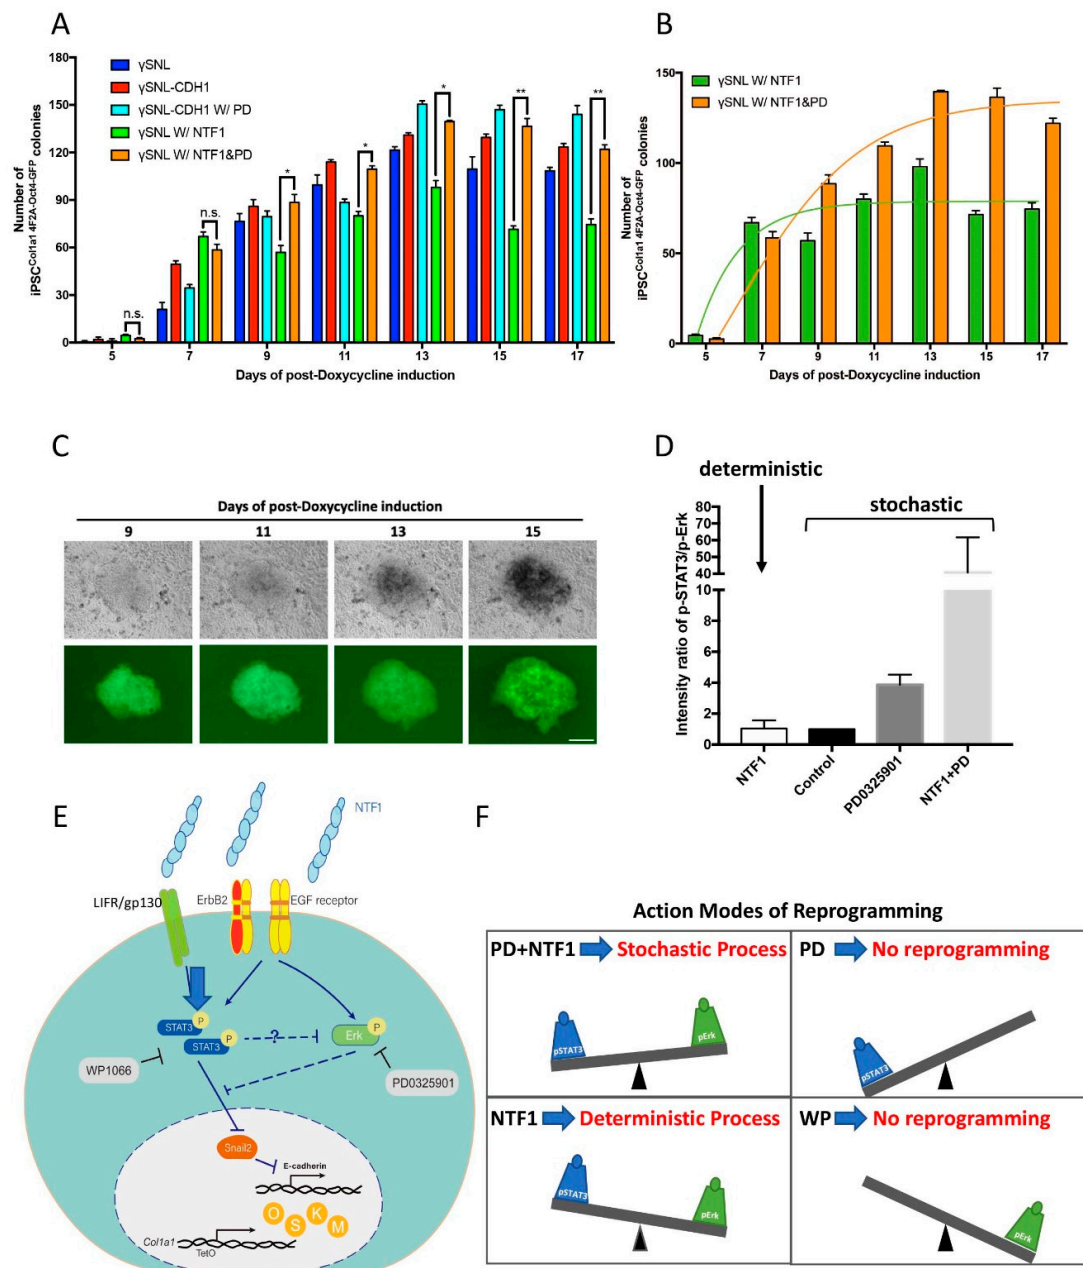 A
γSNL
γSNL-CDH1
γSNL-CDH1 W/ PD
γSNL W/ NTF1
γSNL W/ NTF1&PD
Number of
iPSC Col1a1 4F2A-Oct4-GFP colonies
180
150
120
90
60
30
0
n.s.
n.s.
*
*
*
**
**
5 7 9 11 13 15 17
Days of post-Doxycycline induction
B
γSNL W/ NTF1
γSNL W/ NTF1&PD
Number of
iPSC Col1a1 4F2A-Oct4-GFP colonies
150
100
50
0
5 7 9 11 13 15 17
Days of post-Doxycycline induction
C
Days of post-Doxycycline induction
9 11 13 15
D
deterministic
stochastic
Intensity ratio of p-STAT3/p-Erk
80
70
60
50
40
10
8
6
4
2
0
NTF1
Control
PD0325901
NTF1+PD
E
NTF1
LIFR/gp130
ErbB2
EGF receptor
P
STAT3
P
STAT3
?
P
Erk
WP1066
PD0325901
Snail2
E-cadherin
O S K M
Col1a1
TetO
F
Action Modes of Reprogramming
PD+NTF1 Stochastic Process
pSTAT3
pErk
PD No reprogramming
pSTAT3
NTF1 Deterministic Process
pSTAT3
pErk
WP No reprogramming
pErk